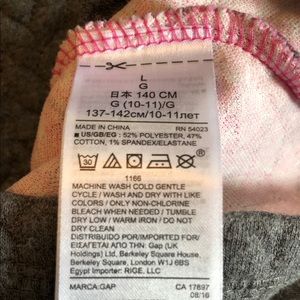 L
G
日本 140 CM
G (10-11)/G
137-142см/10-11лет
MADE IN CHINA RN 54023
US/GB/EG : 52% POLYESTER, 47%
COTTON, 1% SPANDEX/ELASTANE
30
1166
MACHINE WASH COLD GENTLE
CYCLE / WASH AND DRY WITH LIKE
COLORS / ONLY NON-CHLORINE
BLEACH WHEN NEEDED / TUMBLE
DRY LOW / WARM IRON / DO NOT
DRY CLEAN
DISTRIBUIDO POR/IMPORTED BY/
ΕΙΣΑΓΕΤΑΙ ΑΠΟ ΤΗΝ: Gap (UK
Holdings) Ltd, Berkeley Square House,
Berkeley Square, London W1J 6BS
Egypt Importer: RIGE, LLC
MARCA:GAP CA 17897
08/16